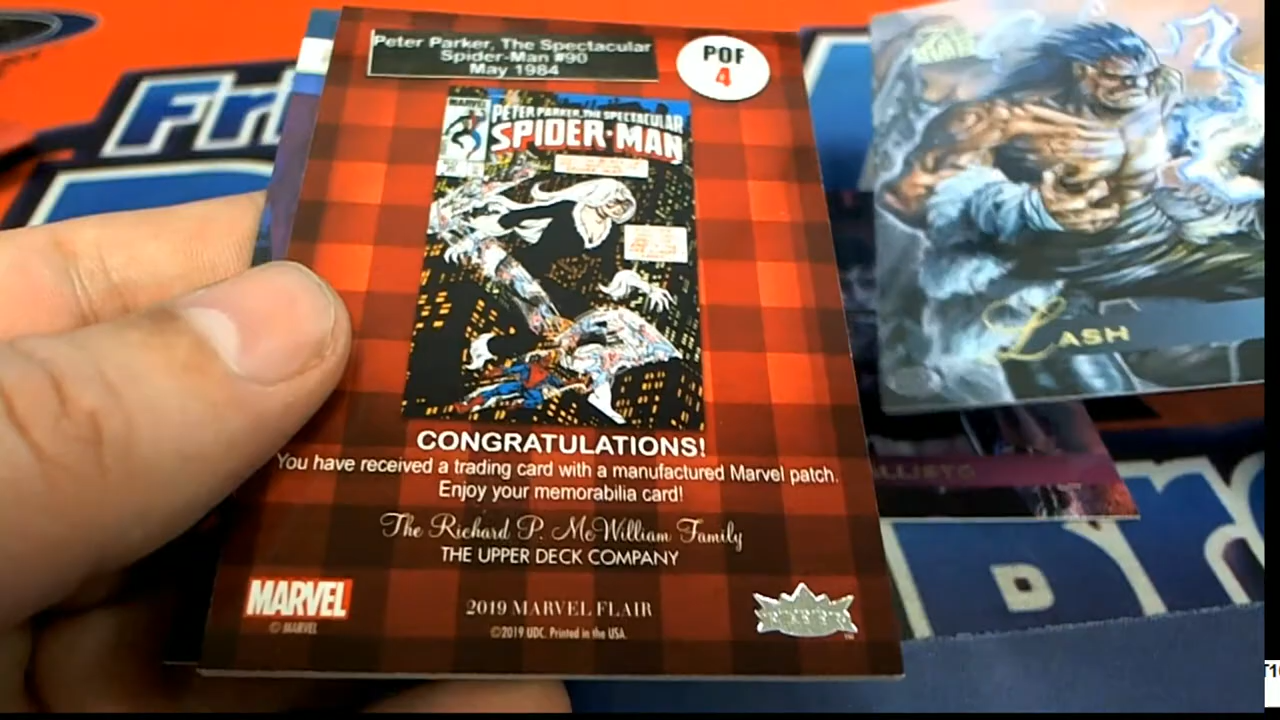 Peter Parker, The Spectacular
Spider-Man #90
May 1984
POF
4
MARVEL
PETER PARKER, THE SPECTACULAR
SPIDER-MAN
CONGRATULATIONS!
You have received a trading card with a manufactured Marvel patch.
Enjoy your memorabilia card!
The Richard P. McWilliam Family
THE UPPER DECK COMPANY
MARVEL
© MARVEL
2019 MARVEL FLAIR
©2019 UDC. Printed in the USA.
LASH
Fri